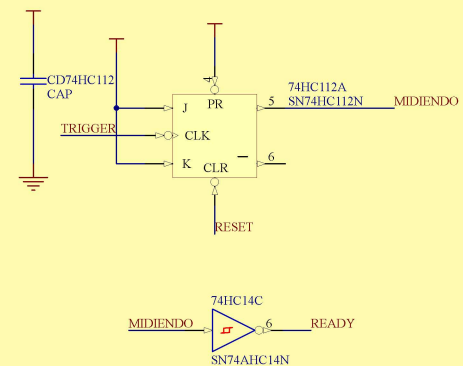 CD74HC112
CAP
TRIGGER
4
PR
J
CLK
K
CLR
5
6
74HC112A
SN74HC112N
MIDIENDO
RESET
74HC14C
MIDIENDO
6
READY
SN74AHC14N